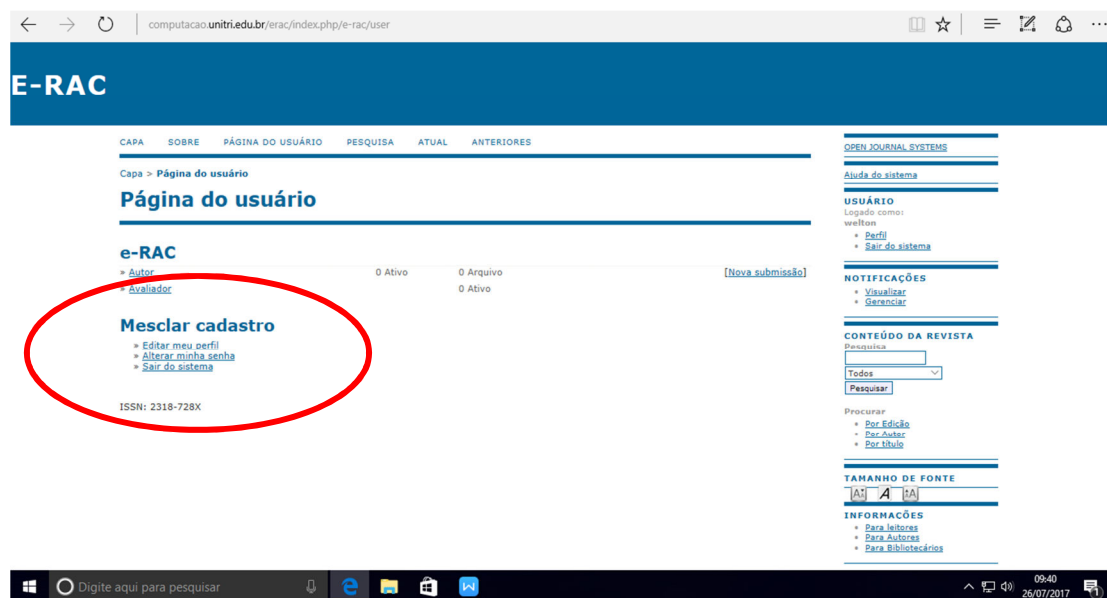 computacao.unitri.edu.br/erac/index.php/e-rac/user
E-RAC
CAPA SOBRE PÁGINA DO USUÁRIO PESQUISA ATUAL ANTERIORES
Capa > Página do usuário
Página do usuário
e-RAC
» Autor 0 Ativo 0 Arquivo [Nova submissão]
» Avaliador 0 Ativo
Mesclar cadastro
» Editar meu perfil
» Alterar minha senha
» Sair do sistema
ISSN: 2318-728X
OPEN JOURNAL SYSTEMS
Ajuda do sistema
USUÁRIO
Logado como:
welton
Perfil
Sair do sistema
NOTIFICAÇÕES
Visualizar
Gerenciar
CONTEÚDO DA REVISTA
Pesquisa
Todos
Pesquisar
Procurar
Por Edição
Por Autor
Por título
TAMANHO DE FONTE
A A A
INFORMAÇÕES
Para leitores
Para Autores
Para Bibliotecários
Digite aqui para pesquisar
09:40
26/07/2017
1